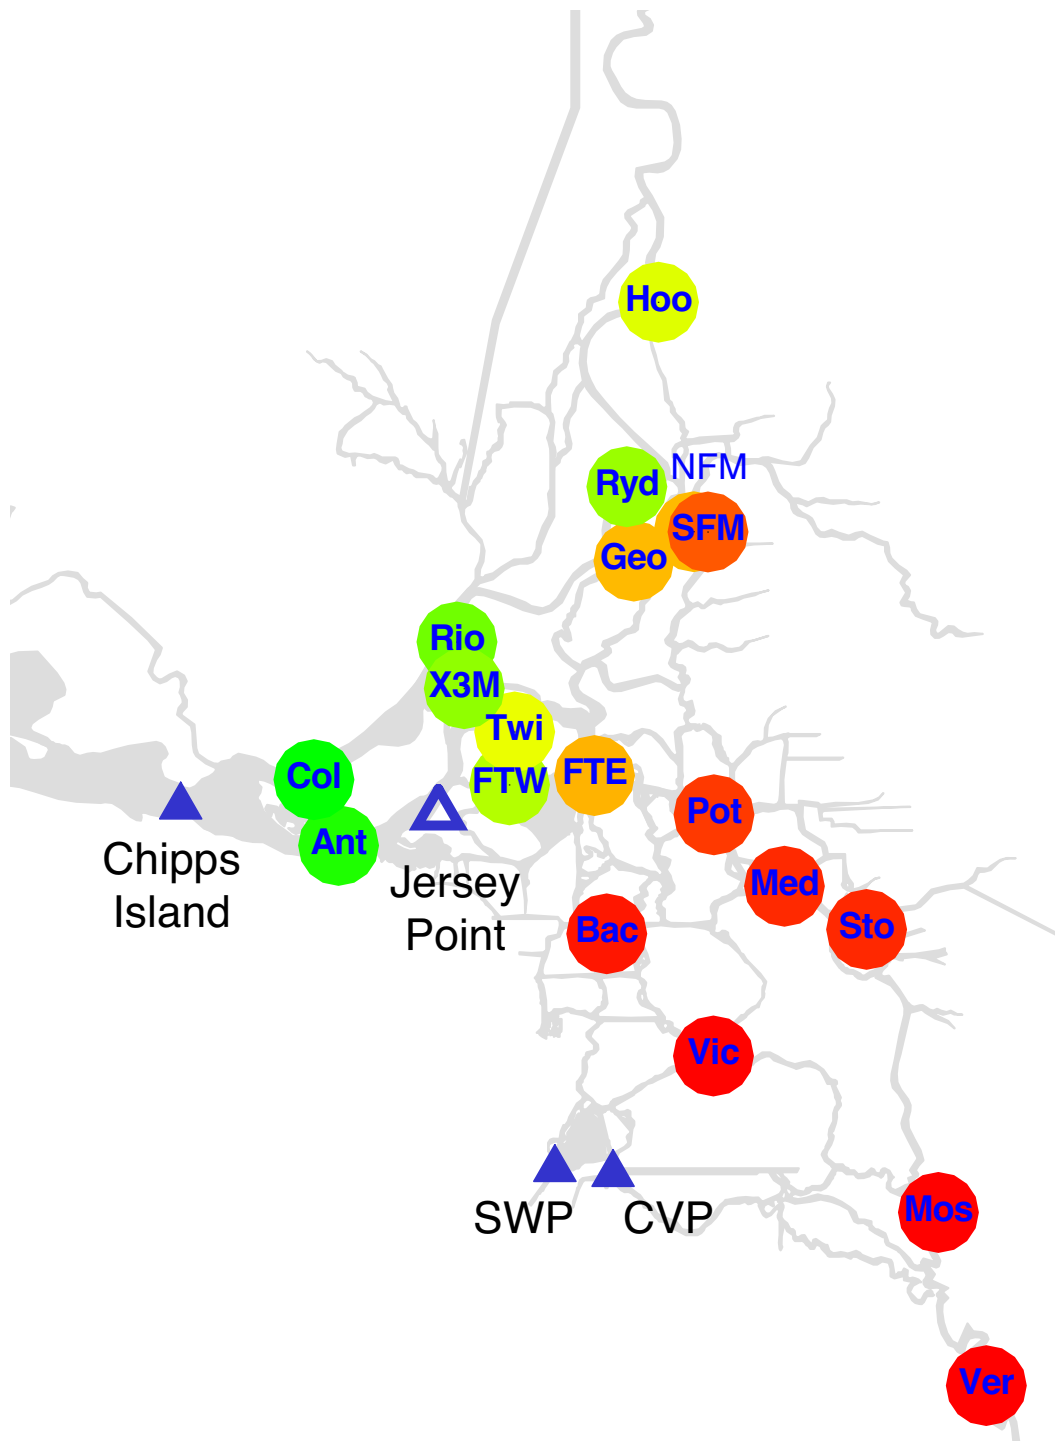 Hoo
NFM
Ryd
SFM
Geo
Rio
X3M
Twi
FTE
Col
FTW
Pot
Ant
Chipps
Island
Jersey
Point
Med
Sto
Bac
Vic
SWP
CVP
Mos
Ver